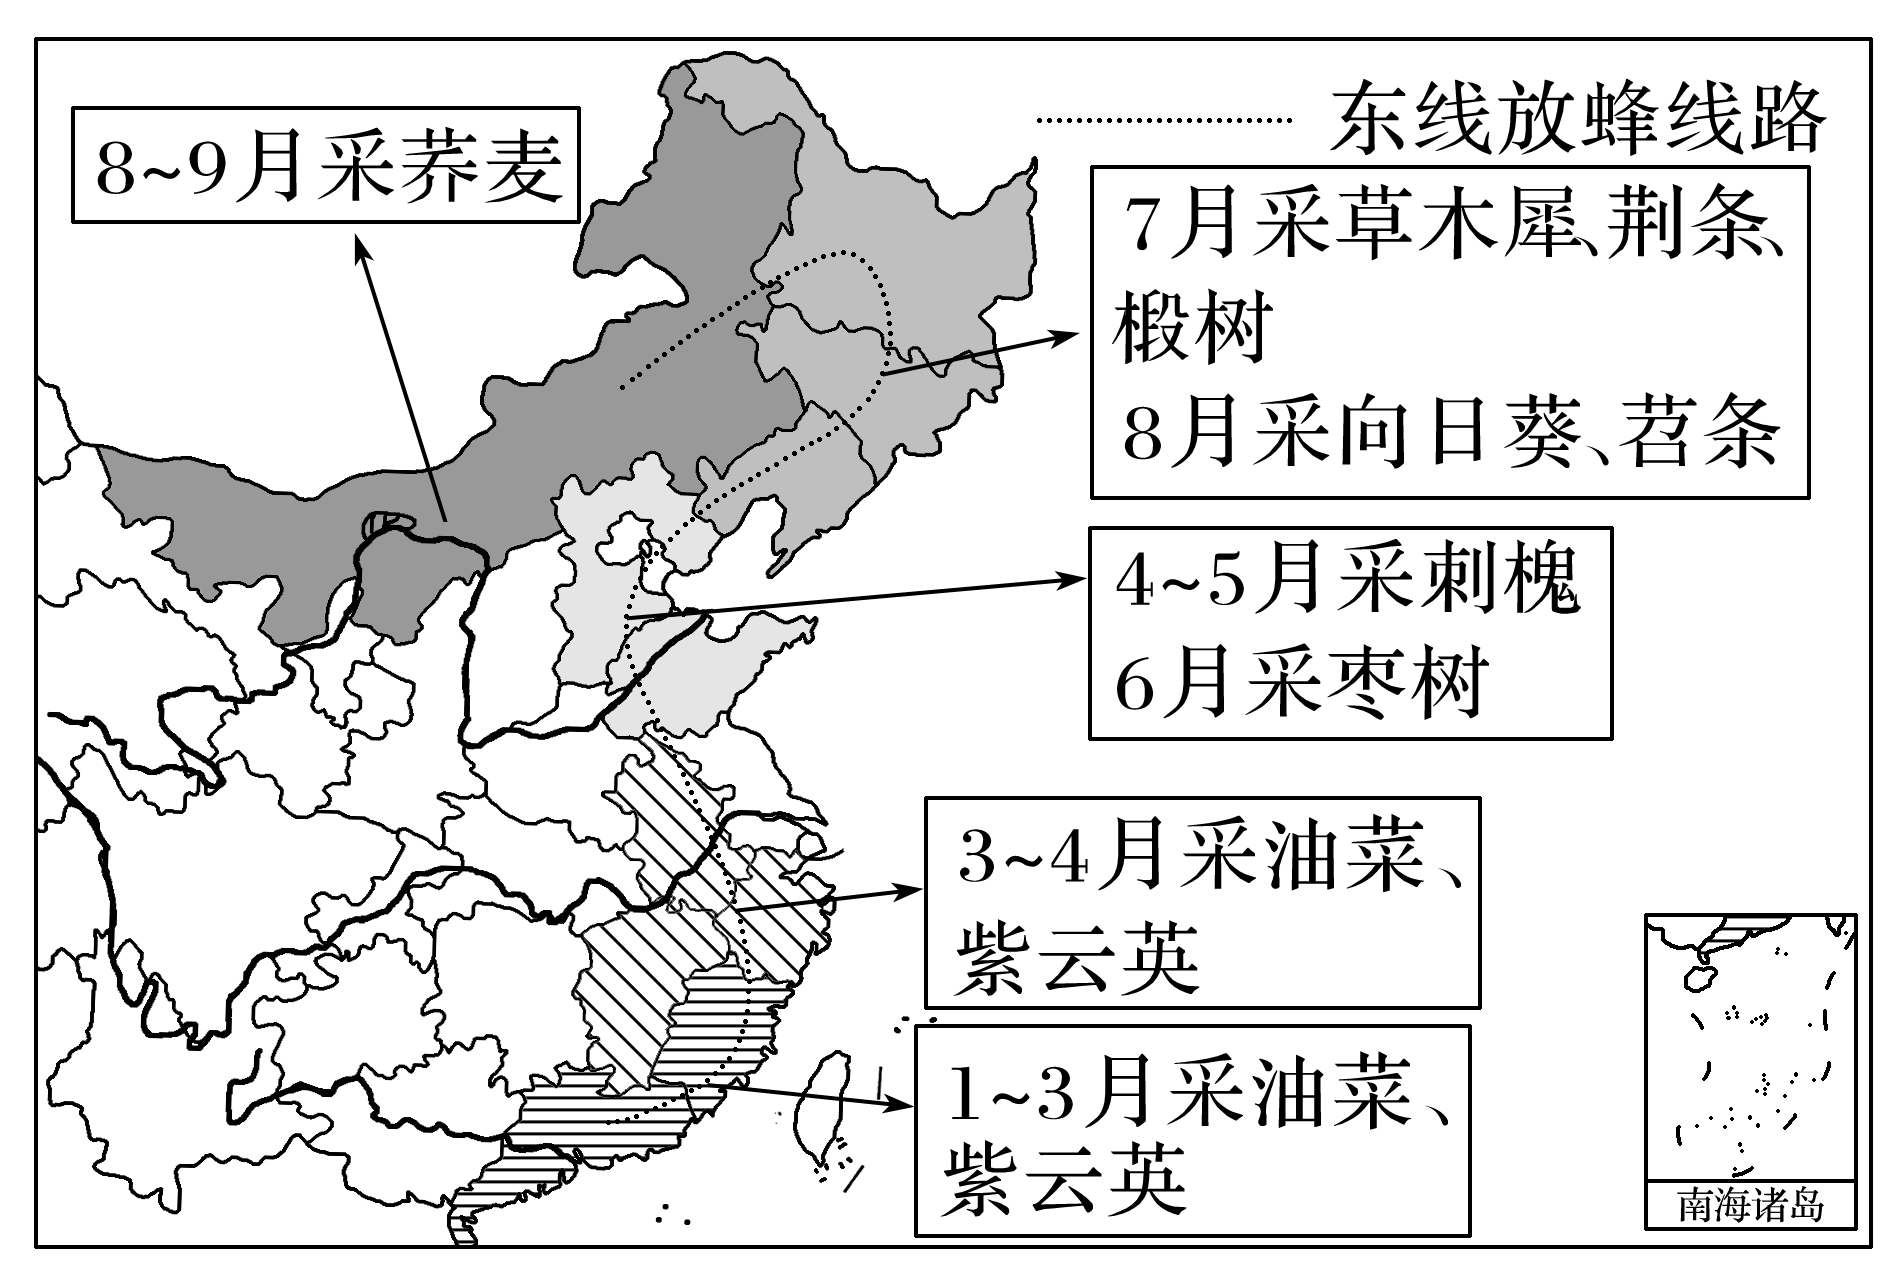 东线放蜂线路
8~9月采荞麦
7月采草木犀、荆条、
椴树
8月采向日葵、苕条
4~5月采刺槐
6月采枣树
3~4月采油菜、
紫云英
1~3月采油菜、
紫云英
南海诸岛